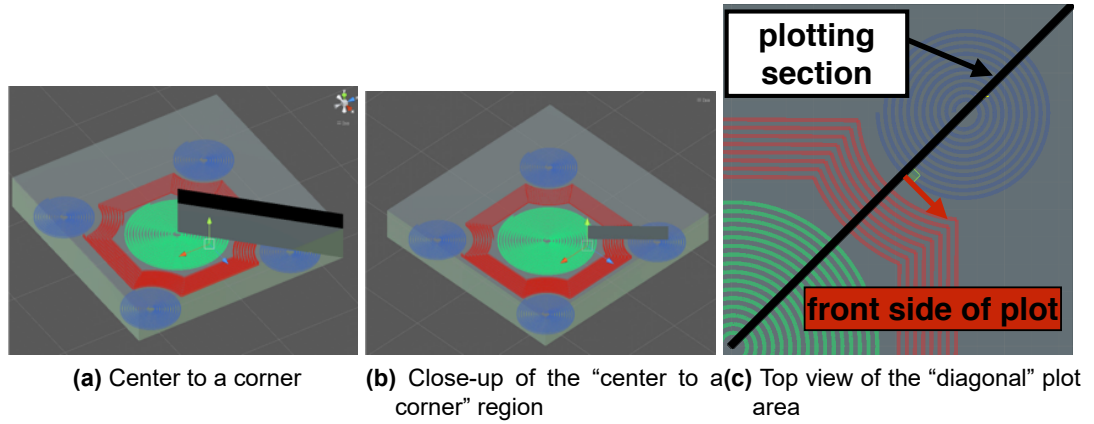 plotting
section
front side of plot
(a) Center to a corner
(b) Close-up of the “center to a
corner” region
(c) Top view of the “diagonal” plot
area